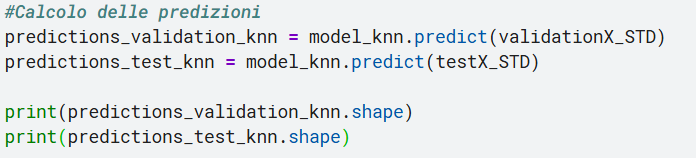 #Calcolo delle predizioni
predictions_validation_knn = model_knn.predict(validationX_STD)
predictions_test_knn = model_knn.predict(testX_STD)
print(predictions_validation_knn.shape)
print(predictions_test_knn.shape)